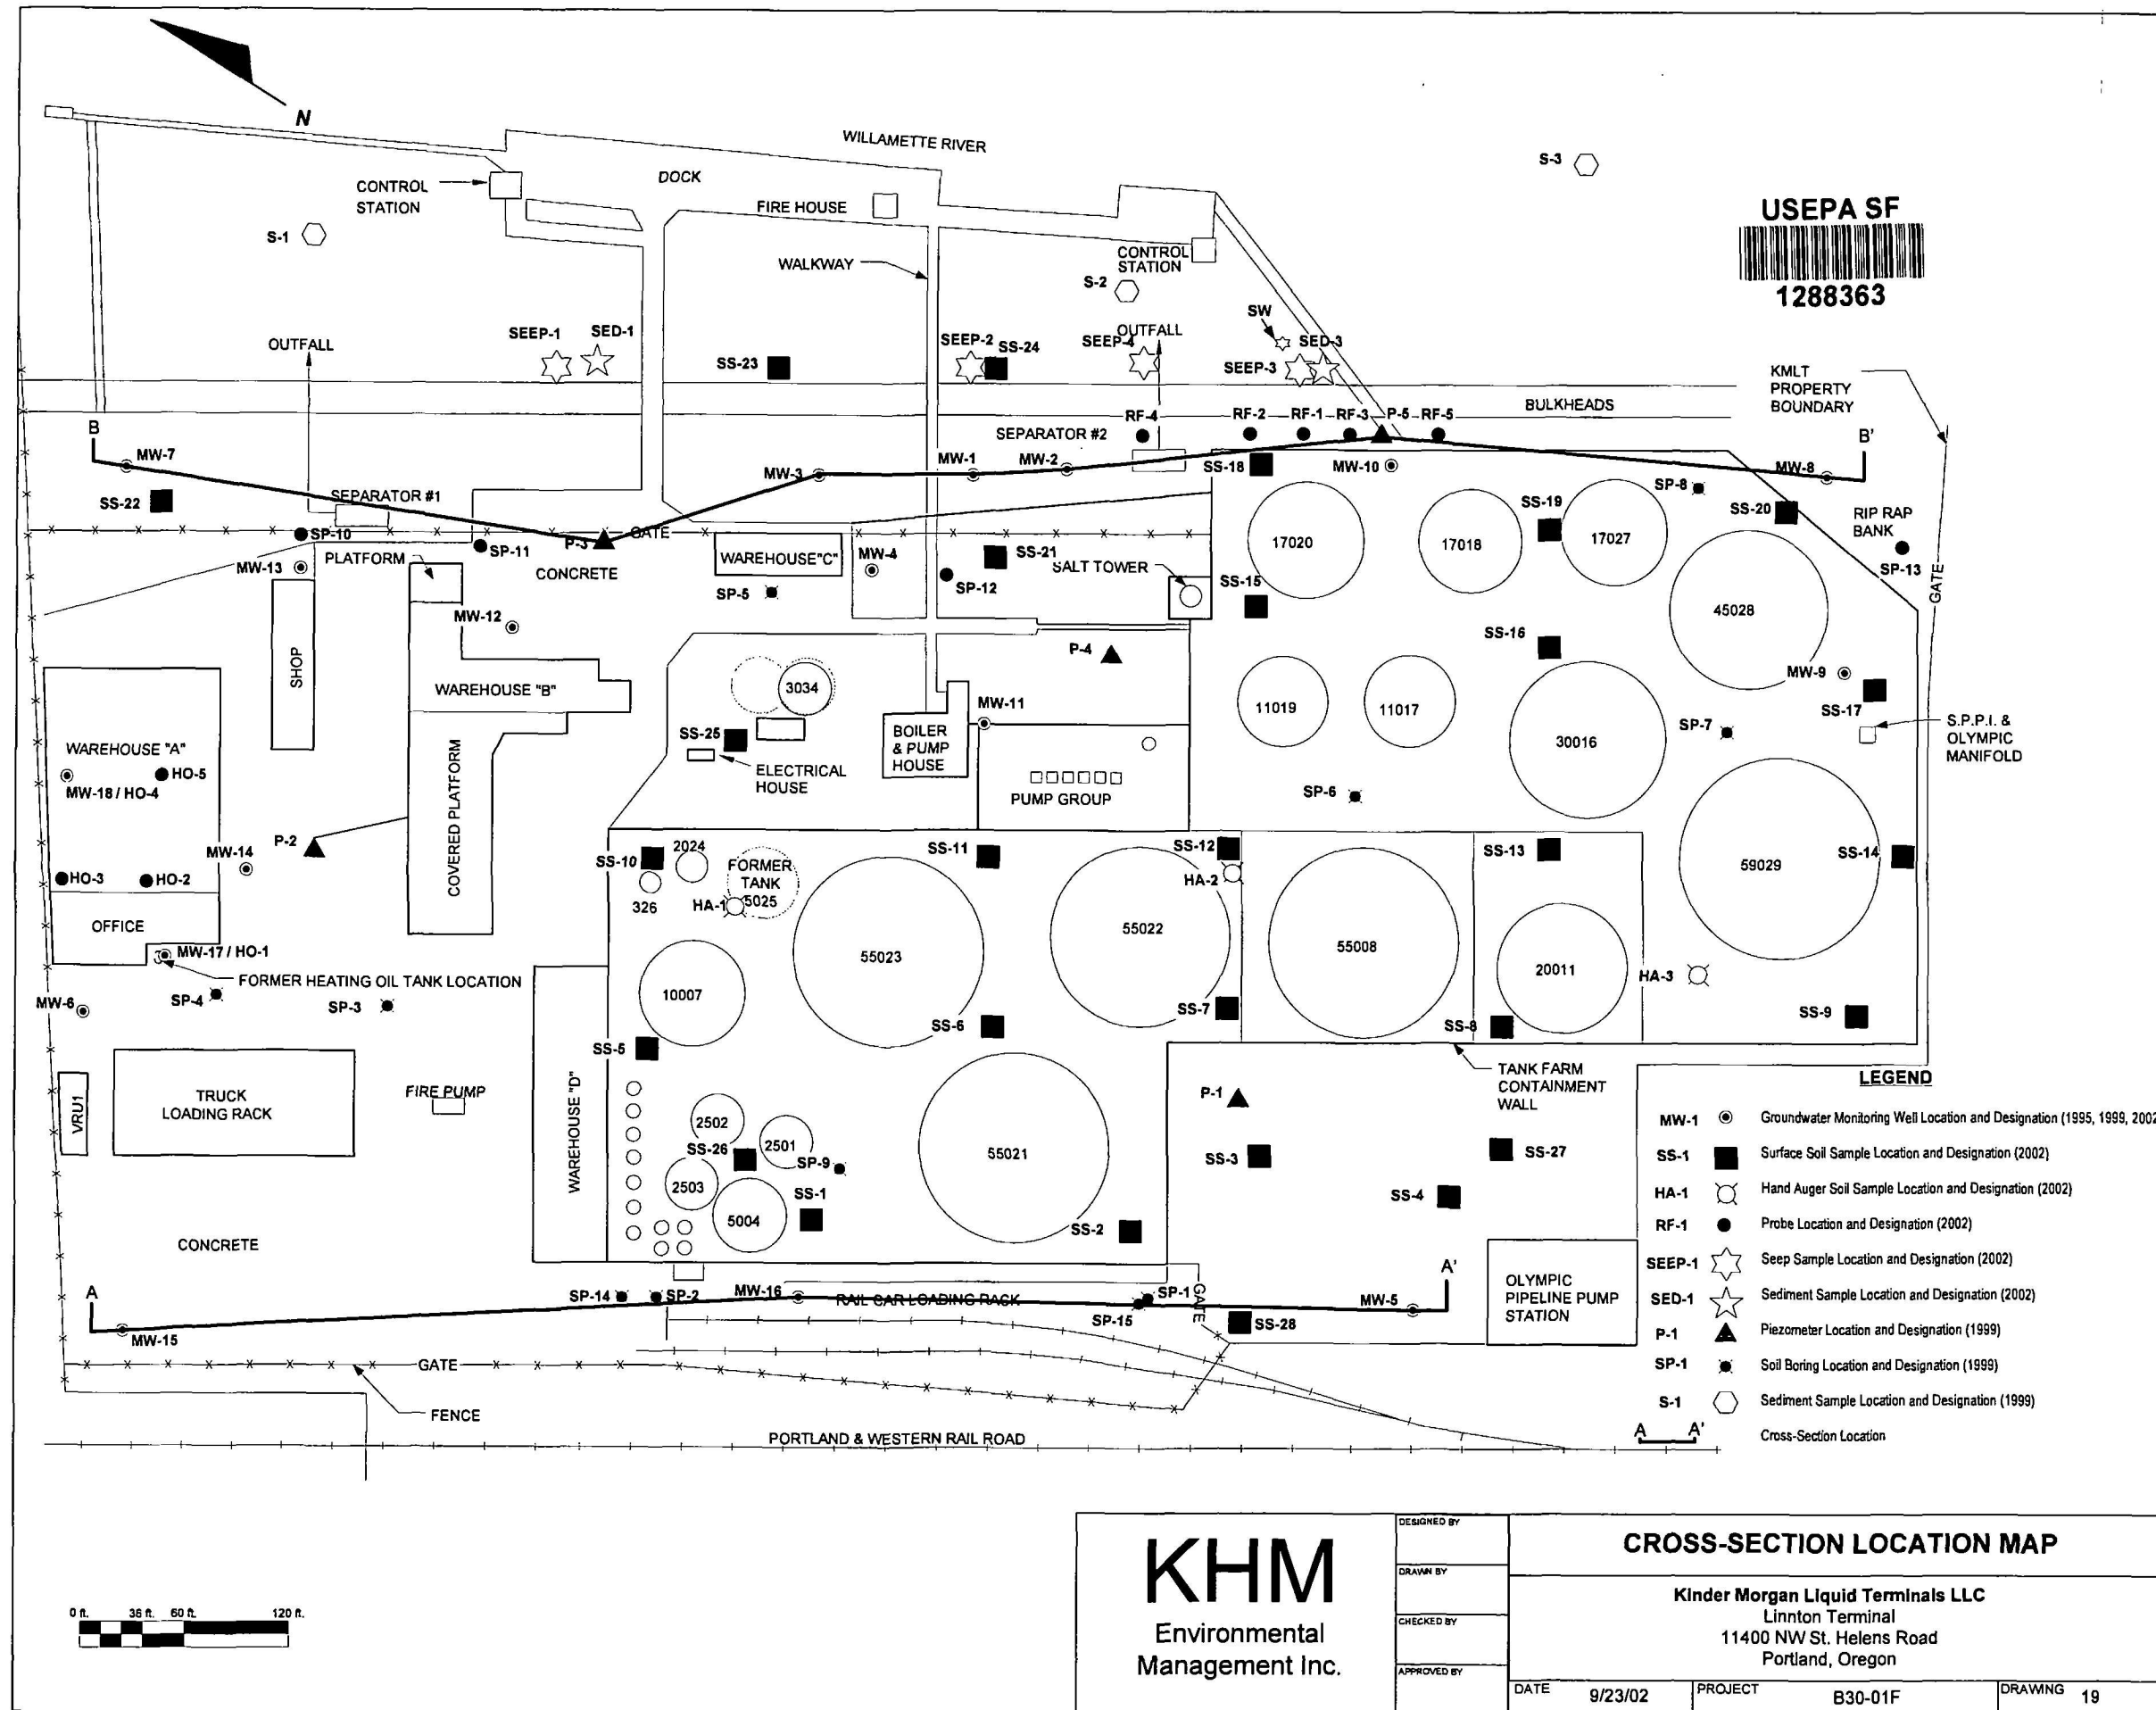 N
WILLAMETTE RIVER
DOCK
CONTROL
STATION
FIRE HOUSE
S-3
USEPA SF
1288363
S-1
WALKWAY
CONTROL
STATION
S-2
SW
OUTFALL
SEEP-1
SED-1
SS-23
SEEP-2
SS-24
SEEP-4
OUTFALL
SEEP-3
SED-3
KMLT
PROPERTY
BOUNDARY
BULKHEADS
B
RF-4
RF-2
RF-1
RF-3
P-5
RF-5
B'
SEPARATOR #2
MW-7
MW-3
MW-1
MW-2
SS-18
MW-10
MW-8
SS-22
SEPARATOR #1
SP-8
SS-19
SS-20
RIP RAP
BANK
SP-10
SP-11
P-3
GATE
WAREHOUSE"C"
MW-4
SS-21
17020
17018
17027
SP-13
GATE
MW-13
PLATFORM
CONCRETE
SP-5
SP-12
SALT TOWER
SS-15
45028
MW-12
SS-16
SHOP
P-4
MW-9
WAREHOUSE "B"
3034
MW-11
11019
11017
SS-17
S.P.P.I. &
OLYMPIC
MANIFOLD
WAREHOUSE "A"
SS-25
BOILER
& PUMP
HOUSE
30016
SP-7
HO-5
MW-18 / HO-4
ELECTRICAL
HOUSE
PUMP GROUP
SP-6
COVERED PLATFORM
P-2
MW-14
SS-10
2024
FORMER
TANK
5025
SS-11
SS-12
SS-13
59029
SS-14
HO-3
HO-2
326
HA-1
HA-2
OFFICE
55023
55022
55008
20011
HA-3
MW-17 / HO-1
FORMER HEATING OIL TANK LOCATION
MW-6
SP-4
SP-3
10007
SS-6
SS-7
SS-8
SS-9
SS-5
TRUCK
LOADING RACK
VRU1
FIRE PUMP
WAREHOUSE "D"
TANK FARM
CONTAINMENT
WALL
P-1
2502
2501
SS-26
SP-9
2503
5004
SS-1
55021
SS-2
SS-3
SS-4
SS-27
CONCRETE
LEGEND
MW-1 Groundwater Monitoring Well Location and Designation (1995, 1999, 2002
SS-1 Surface Soil Sample Location and Designation (2002)
HA-1 Hand Auger Soil Sample Location and Designation (2002)
RF-1 Probe Location and Designation (2002)
SEEP-1 Seep Sample Location and Designation (2002)
SED-1 Sediment Sample Location and Designation (2002)
P-1 Piezometer Location and Designation (1999)
SP-1 Soil Boring Location and Designation (1999)
S-1 Sediment Sample Location and Designation (1999)
A A' Cross-Section Location
A
MW-15
SP-14
SP-2
MW-16
RAIL CAR LOADING RACK
SP-1
SP-15
GATE
SS-28
MW-5
A'
OLYMPIC
PIPELINE PUMP
STATION
GATE
FENCE
PORTLAND & WESTERN RAIL ROAD
0 ft. 36 ft. 60 ft. 120 ft.
KHM
Environmental
Management Inc.
DESIGNED BY
DRAWN BY
CHECKED BY
APPROVED BY
CROSS-SECTION LOCATION MAP
Kinder Morgan Liquid Terminals LLC
Linnton Terminal
11400 NW St. Helens Road
Portland, Oregon
DATE 9/23/02 PROJECT B30-01F DRAWING 19